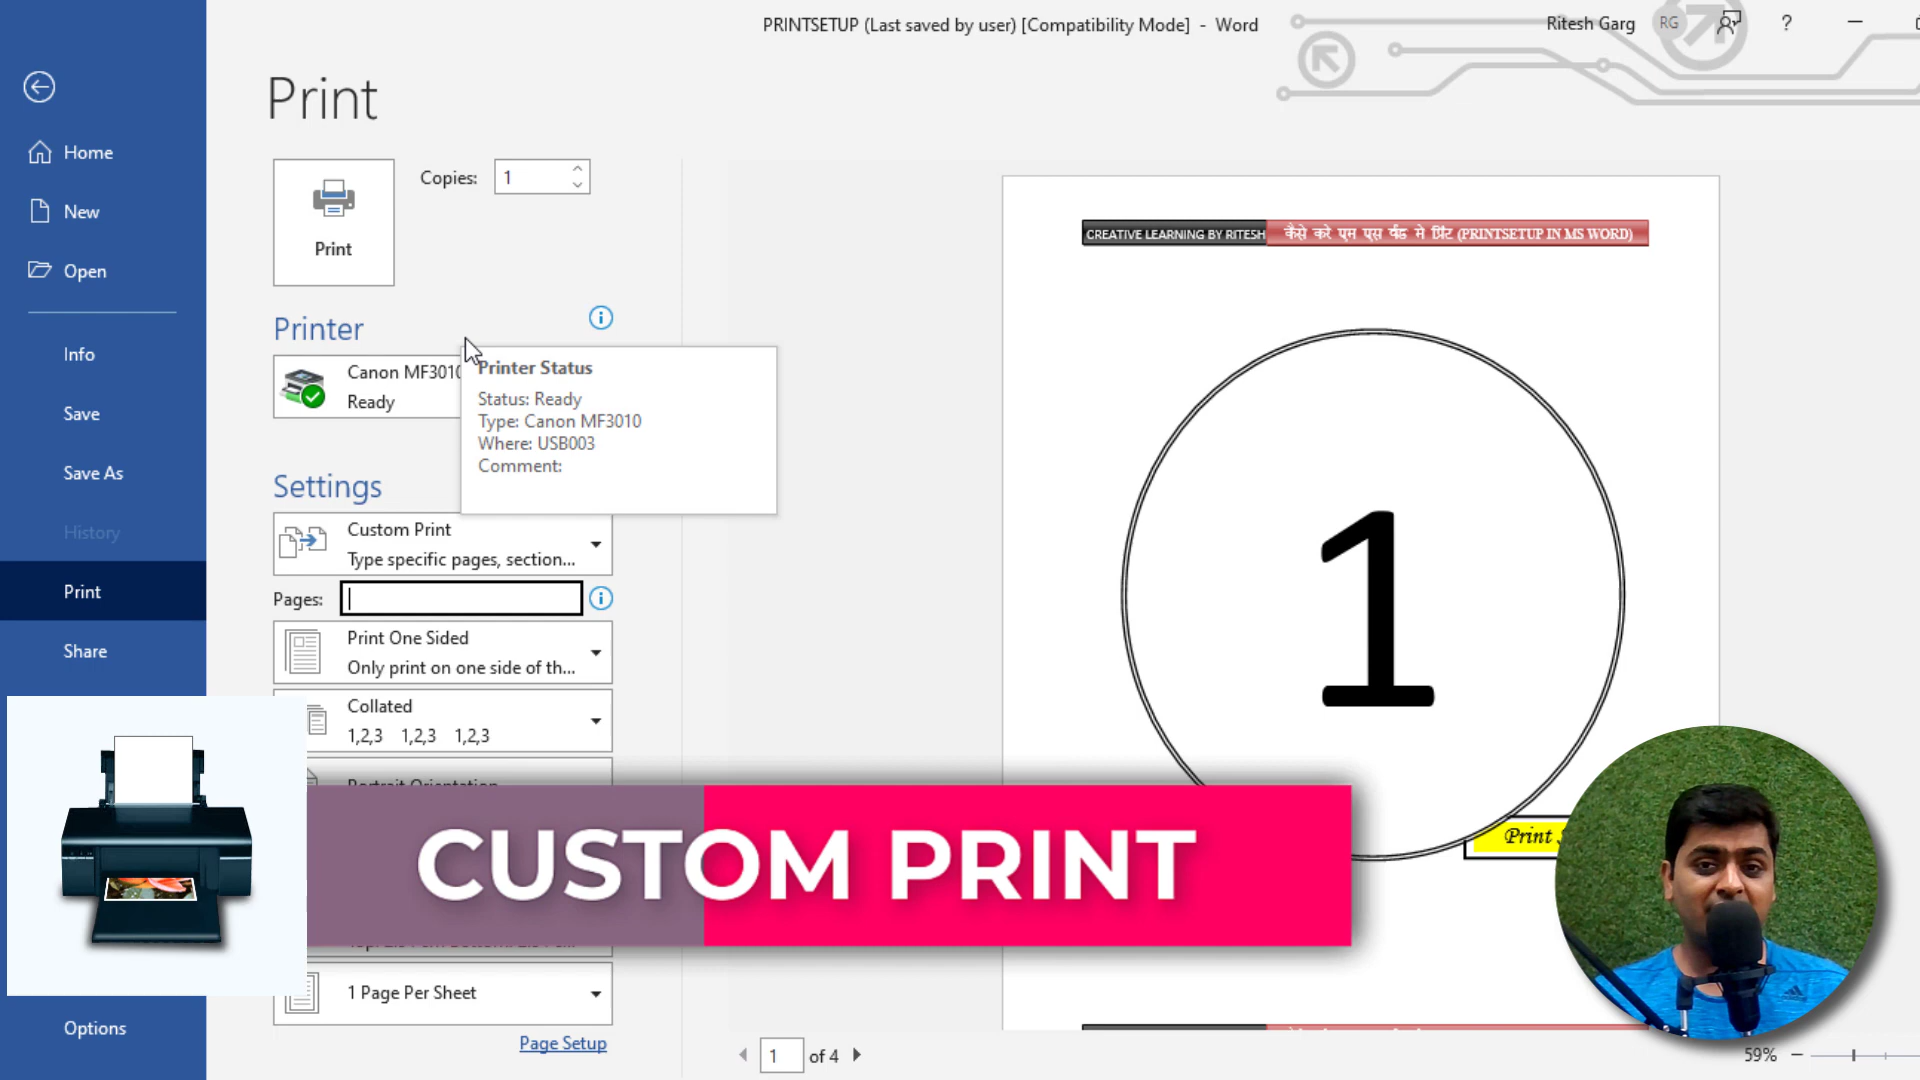 PRINTSETUP (Last saved by user) [Compatibility Mode] - Word
Ritesh Garg RG
?
Print
Home
New
Open
Info
Save
Save As
History
Print
Share
Options
Print
Copies: 1
Printer
Canon MF3010
Ready
Printer Status
Status: Ready
Type: Canon MF3010
Where: USB003
Comment:
Settings
Custom Print
Type specific pages, section...
Pages:
Print One Sided
Only print on one side of th...
Collated
1,2,3 1,2,3 1,2,3
Portrait Orientation
CUSTOM PRINT
1 Page Per Sheet
Page Setup
CREATIVE LEARNING BY RITESH कैसे करे एम एस वर्ड मे प्रिंट (PRINTSETUP IN MS WORD)
1
Print
1 of 4
59%